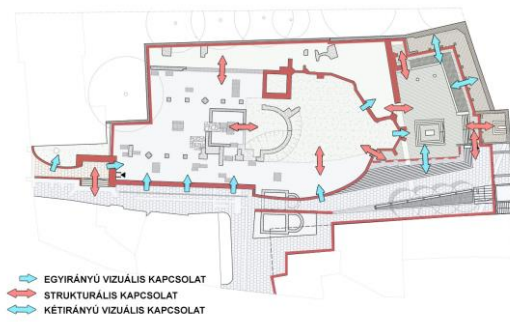 EGYIRÁNYÚ VIZUÁLIS KAPCSOLAT
STRUKTURÁLIS KAPCSOLAT
KÉTIRÁNYÚ VIZUÁLIS KAPCSOLAT